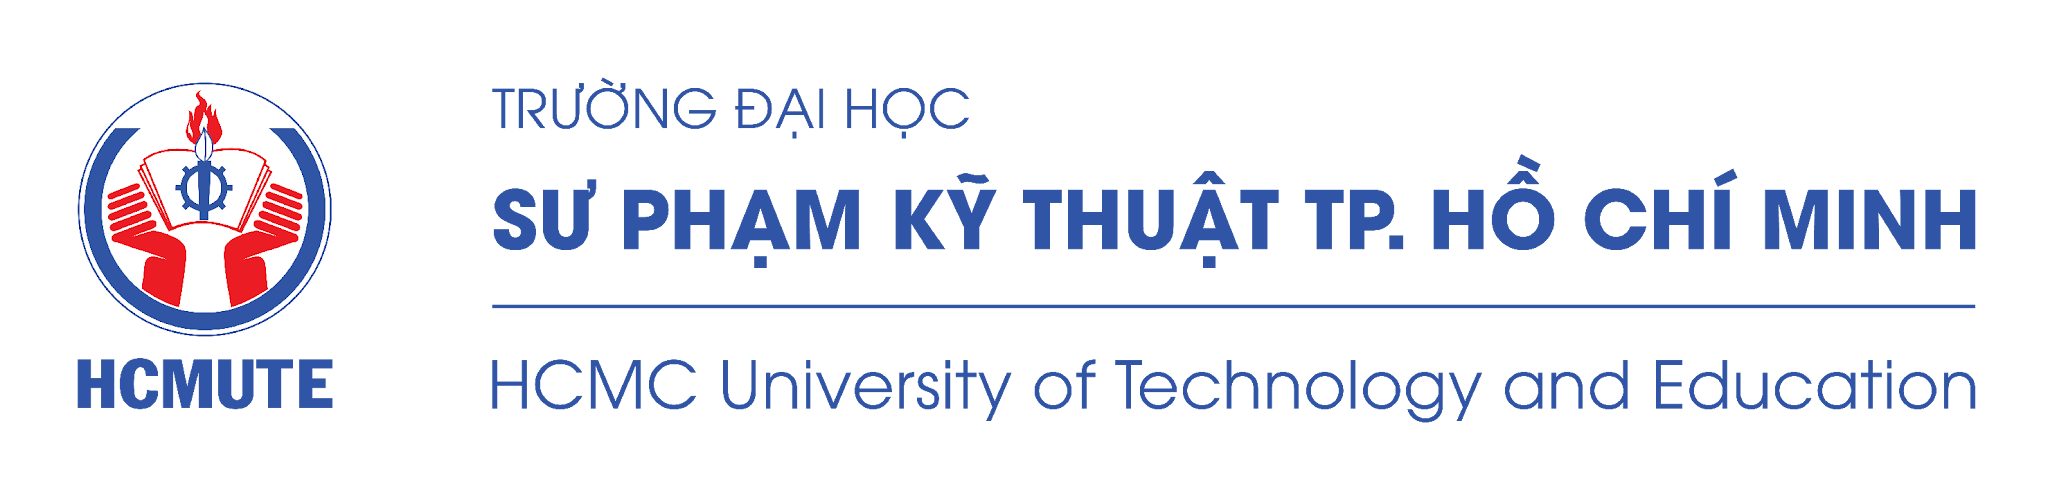 TRƯỜNG ĐẠI HỌC
SƯ PHẠM KỸ THUẬT TP. HỒ CHÍ MINH
HCMUTE
HCMC University of Technology and Education